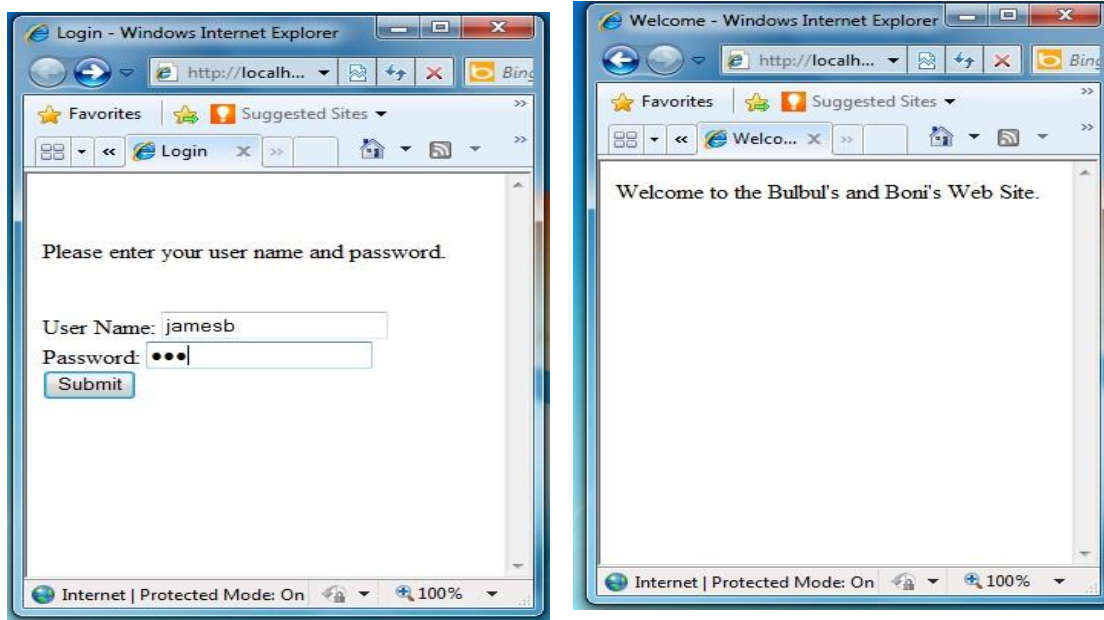 Login - Windows Internet Explorer
http://localh...
Bing
Favorites
Suggested Sites
Login
Please enter your user name and password.
User Name: jamesb
Password: •••
Submit
Internet | Protected Mode: On
100%
Welcome - Windows Internet Explorer
http://localh...
Bing
Favorites
Suggested Sites
Welco...
Welcome to the Bulbul's and Boni's Web Site.
Internet | Protected Mode: On
100%